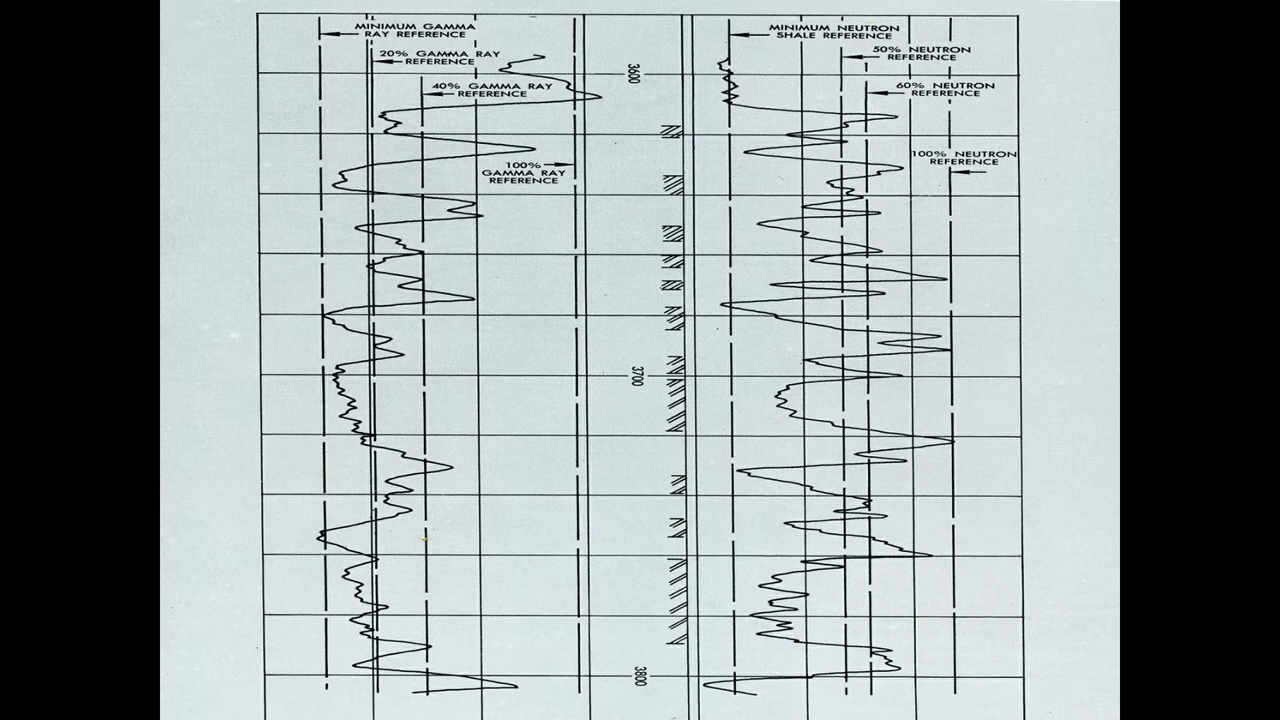 MINIMUM GAMMA
RAY REFERENCE
20% GAMMA RAY
REFERENCE
40% GAMMA RAY
REFERENCE
100%
GAMMA RAY
REFERENCE
3600
3700
3800
MINIMUM NEUTRON
SHALE REFERENCE
50% NEUTRON
REFERENCE
60% NEUTRON
REFERENCE
100% NEUTRON
REFERENCE